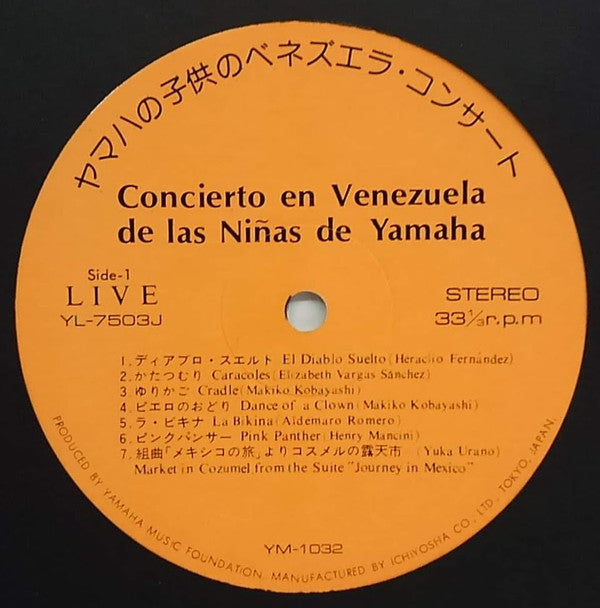 ヤマハの子供のベネズエラ・コンサート
Concierto en Venezuela
de las Niñas de Yamaha
Side-1
LIVE
YL-7503J
STEREO
33⅓r.p.m
1. ディアブロ・スエルト El Diablo Suelto (Heraclio Fernández)
2. かたつむり Caracoles (Elizabeth Vargas Sánchez)
3. ゆりかご Cradle (Makiko Kobayashi)
4. ピエロのおどり Dance of a Clown (Makiko Kobayashi)
5. ラ・ビキナ La Bikina (Aldemaro Romero)
6. ピンクパンサー Pink Panther (Henry Mancini)
7. 組曲「メキシコの旅」よりコスメルの露天市 (Yuka Urano)
Market in Cozumel from the Suite "Journey in Mexico"
YM-1032
PRODUCED BY YAMAHA MUSIC FOUNDATION. MANUFACTURED BY ICHIYOSHA CO., LTD., TOKYO, JAPAN.